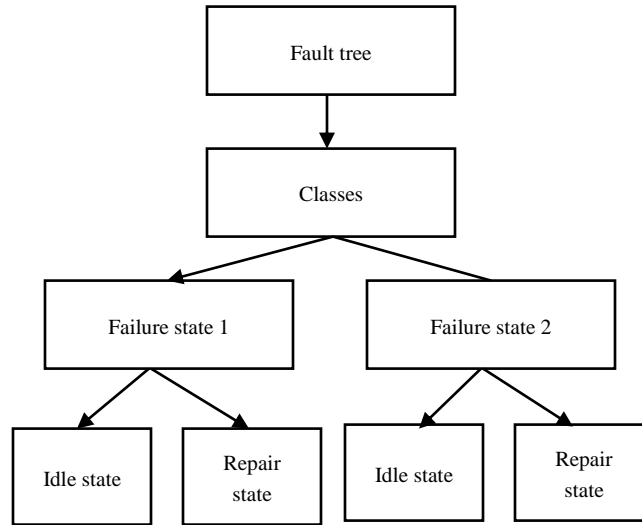 Fault tree
Classes
Failure state 1
Failure state 2
Idle state
Repair
state
Idle state
Repair
state